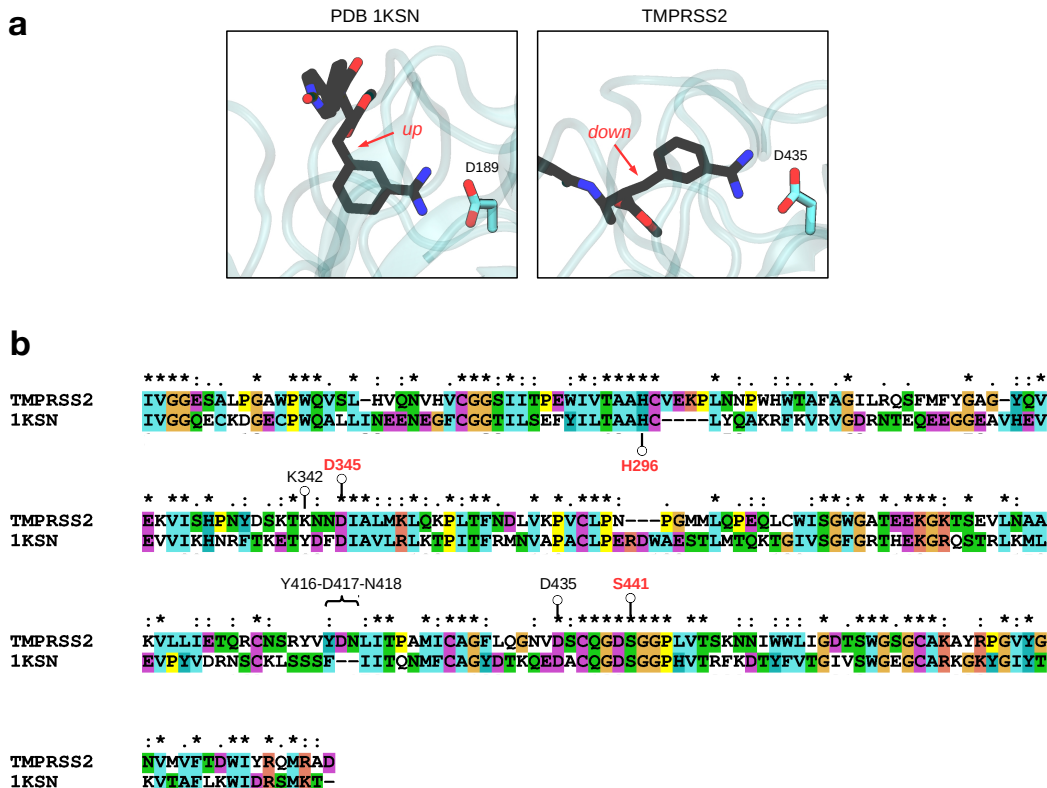 a
PDB 1KSN
TMPRSS2
up
down
D189
D435
b
****:. . * *** . : .: . ***:*:: :*:*****  . * .: .: : : . * * . ::*
TMPRSS2 IVGGESALPGAWPWQVSL-HVQNVHVCGGSIITPEWIVTAAHCVEKPLNNPWHWTAFAGILRQSFMFYGAG-YQV
1KSN IVGGQECKDGECPWQALLINEENEGFCGGTILSEFYILTAAHC----LYQAKRFKVRVGDRNTEQEEGGEAVHEV
H296
K342
D345
* **:*:* .: .: *.: ***:::*:.**:**:. * * .***: * . :. :**:*.*:.***.: * *:
TMPRSS2 EKVISHPNYDSKTKNNDIALMKLQKPLTFNDLVKPVCLPN---PGMMLQPEQLCWISGWGATEEKGKTSEVLNAA
1KSN EVVIKHNRFTKETYDFDIAVLRLKTPITFRMNVAPACLPERDWAESTLMTQKTGIVSGFGRTHEKGRQSTRLKML
Y416-D417-N418
D435
S441
:* .: .. *. . : :** *:*** : : *:******* ** . : : *: ***.***:* *:**:
TMPRSS2 KVLLIETQRCNSRYVYDNLITPAMICAGFLQGNVDSCQGDSGGPLVTSKNNIWWLIGDTSWGSGCAKAYRPGVYG
1KSN EVPYVDRNSCKLSSSF--IITQNMFCAGYDTKQEDACQGDSGGPHVTRFKDTYFVTGIVSWGEGCARKGKYGIYT
:* .* .** *.*::
TMPRSS2 NVMVFTDWIYRQMRAD
1KSN KVTAFLKWIDRSMKT-